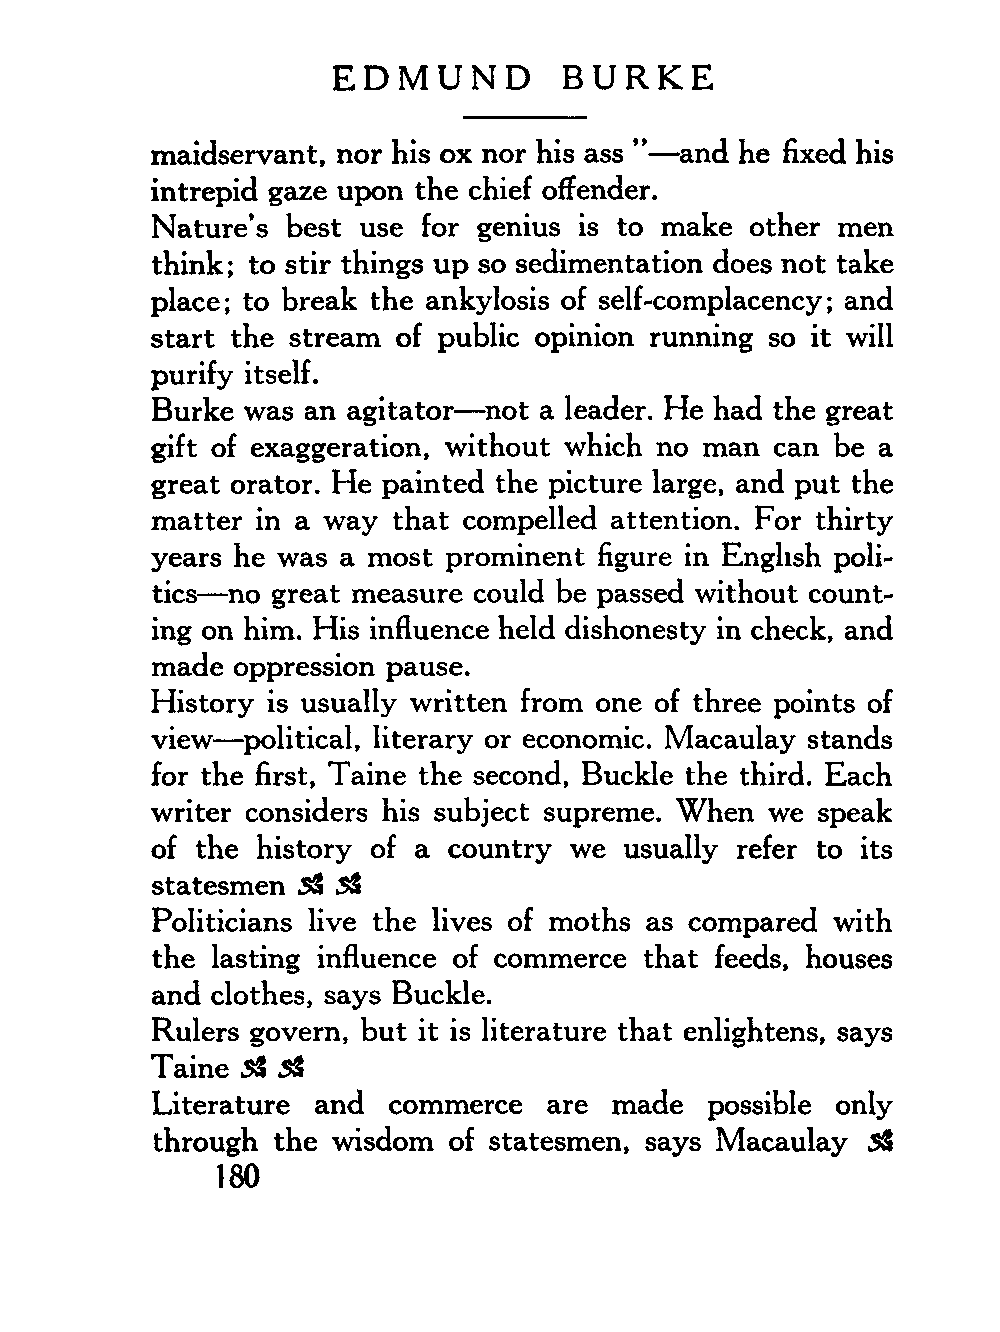 EDMUND BURKE
maidservant, nor his ox nor his ass ”—and he fixed his
intrepid gaze upon the chief offender.
Nature's best use for genius is to make other men
think; to stir things up so sedimentation does not take
place; to break the ankylosis of self-complacency; and
start the stream of public opinion running so it will
purify itself.
Burke was an agitator—not a leader. He had the great
gift of exaggeration, without which no man can be a
great orator. He painted the picture large, and put the
matter in a way that compelled attention. For thirty
years he was a most prominent figure in English poli-
tics—no great measure could be passed without count-
ing on him. His influence held dishonesty in check, and
made oppression pause.
History is usually written from one of three points of
view—political, literary or economic. Macaulay stands
for the first, Taine the second, Buckle the third. Each
writer considers his subject supreme. When we speak
of the history of a country we usually refer to its
statesmen
Politicians live the lives of moths as compared with
the lasting influence of commerce that feeds, houses
and clothes, says Buckle.
Rulers govern, but it is literature that enlightens, says
Taine
Literature and commerce are made possible only
through the wisdom of statesmen, says Macaulay
180